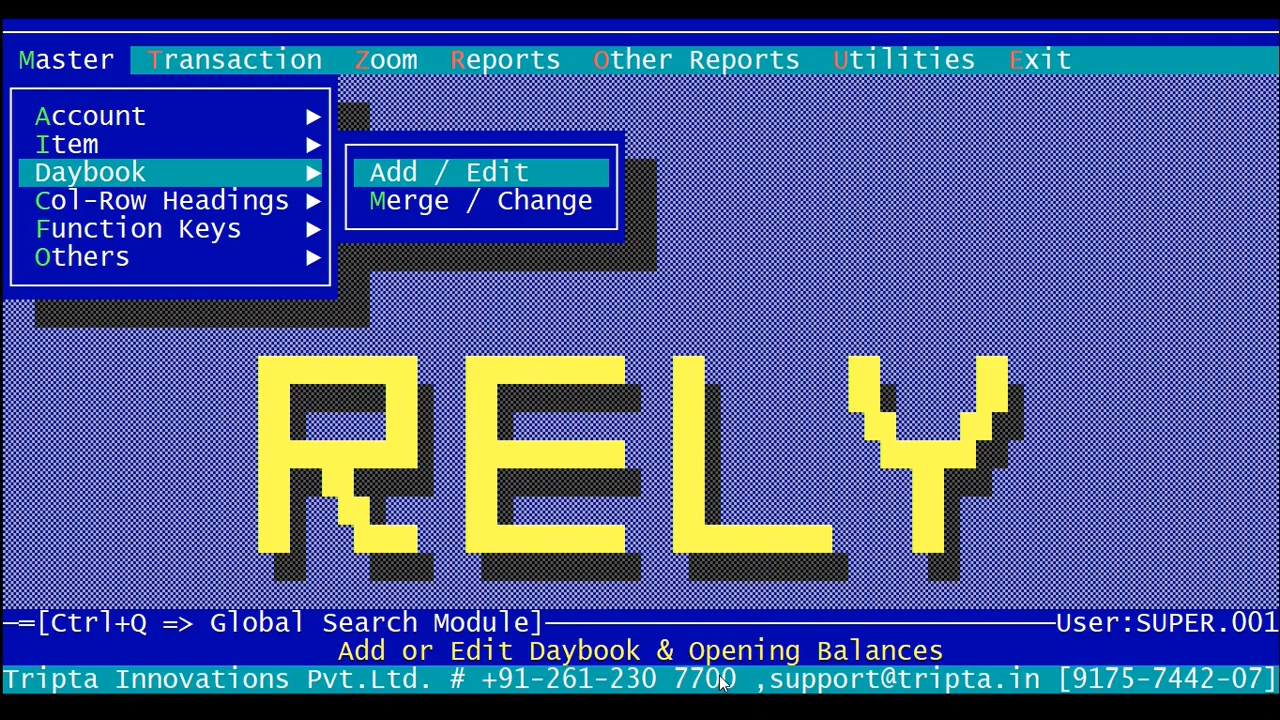 Master Transaction Zoom Reports Other Reports Utilities Exit
Account ▶
Item ▶
Daybook ▶
Col-Row Headings ▶
Function Keys ▶
Others ▶
Add / Edit
Merge / Change
RELY
=[Ctrl+Q => Global Search Module] User:SUPER.001
Add or Edit Daybook & Opening Balances
Tripta Innovations Pvt.Ltd. # +91-261-230 7700 ,support@tripta.in [9175-7442-07]